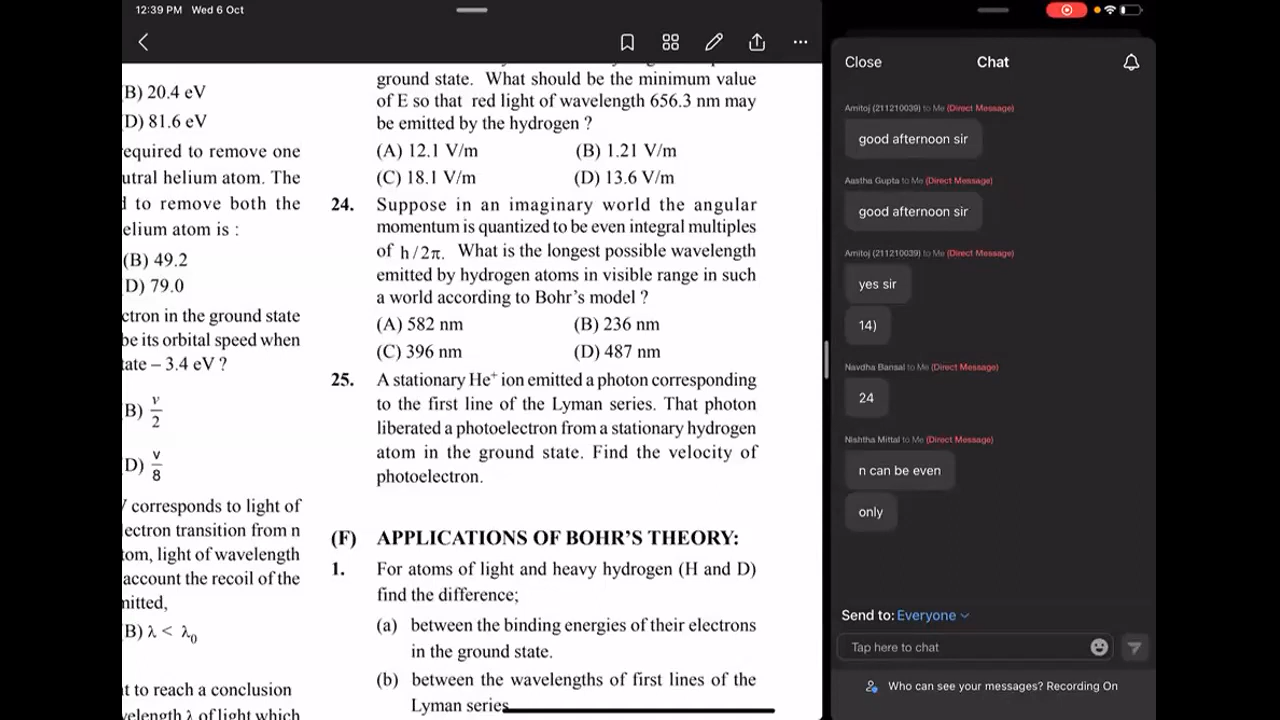 12:39 PM Wed 6 Oct
B) 20.4 eV
D) 81.6 eV
equired to remove one
utral helium atom. The
to remove both the
elium atom is :
(B) 49.2
D) 79.0
ctron in the ground state
be its orbital speed when
ate – 3.4 eV ?
B) v/2
D) v/8
corresponds to light of
ectron transition from n
tom, light of wavelength
account the recoil of the
mitted,
B) λ < λ₀
t to reach a conclusion
velength λ of light which
ground state. What should be the minimum value
of E so that red light of wavelength 656.3 nm may
be emitted by the hydrogen ?
(A) 12.1 V/m (B) 1.21 V/m
(C) 18.1 V/m (D) 13.6 V/m
24. Suppose in an imaginary world the angular
momentum is quantized to be even integral multiples
of h/2π. What is the longest possible wavelength
emitted by hydrogen atoms in visible range in such
a world according to Bohr's model ?
(A) 582 nm (B) 236 nm
(C) 396 nm (D) 487 nm
25. A stationary He⁺ ion emitted a photon corresponding
to the first line of the Lyman series. That photon
liberated a photoelectron from a stationary hydrogen
atom in the ground state. Find the velocity of
photoelectron.
(F) APPLICATIONS OF BOHR'S THEORY:
1. For atoms of light and heavy hydrogen (H and D)
find the difference;
(a) between the binding energies of their electrons
in the ground state.
(b) between the wavelengths of first lines of the
Lyman series
Close Chat
Amitoj (211210039) to Me (Direct Message)
good afternoon sir
Aastha Gupta to Me (Direct Message)
good afternoon sir
Amitoj (211210039) to Me (Direct Message)
yes sir
14)
Navdha Bansal to Me (Direct Message)
24
Nishtha Mittal to Me (Direct Message)
n can be even
only
Send to: Everyone
Tap here to chat
Who can see your messages? Recording On